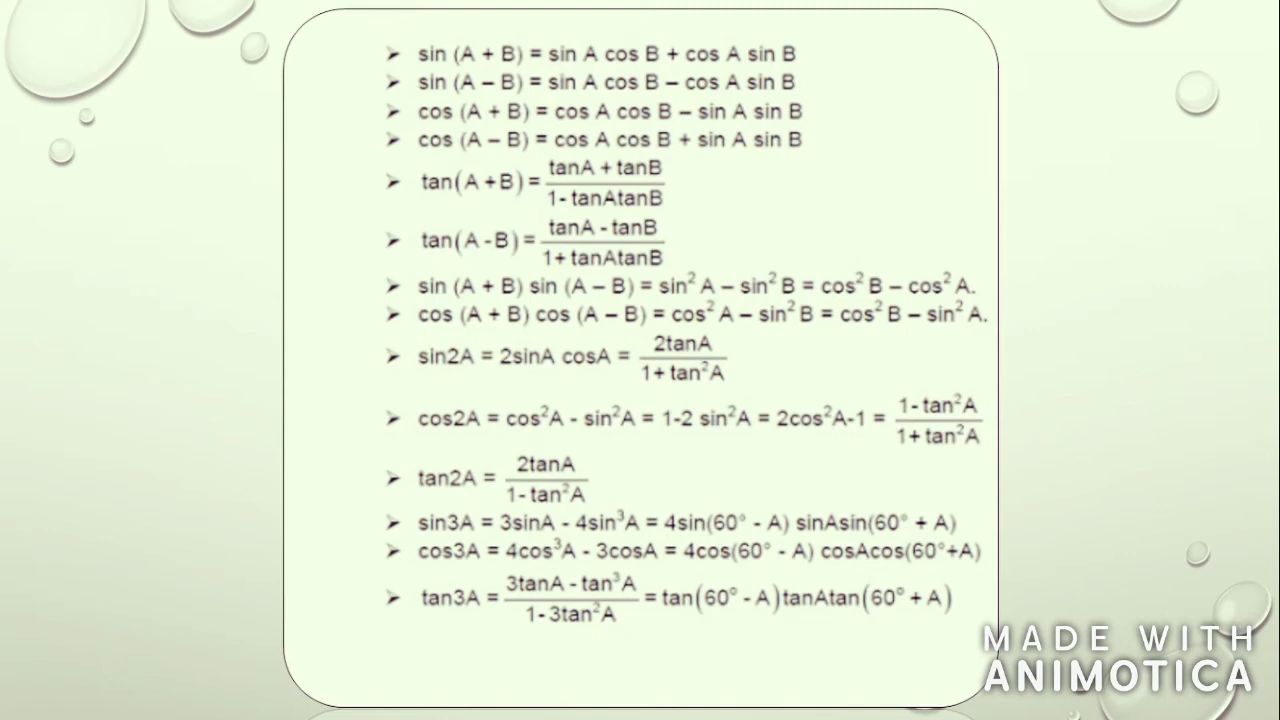 ➢ sin (A + B) = sin A cos B + cos A sin B
➢ sin (A – B) = sin A cos B – cos A sin B
➢ cos (A + B) = cos A cos B – sin A sin B
➢ cos (A – B) = cos A cos B + sin A sin B
➢ tan(A +B) = (tanA + tanB)/(1- tanAtanB)
➢ tan(A -B) = (tanA - tanB)/(1+ tanAtanB)
➢ sin (A + B) sin (A – B) = sin² A – sin² B = cos² B – cos² A.
➢ cos (A + B) cos (A – B) = cos² A – sin² B = cos² B – sin² A.
➢ sin2A = 2sinA cosA = 2tanA/(1+ tan²A)
➢ cos2A = cos²A - sin²A = 1-2 sin²A = 2cos²A-1 = (1- tan²A)/(1+ tan²A)
➢ tan2A = 2tanA/(1- tan²A)
➢ sin3A = 3sinA - 4sin³A = 4sin(60° - A) sinAsin(60° + A)
➢ cos3A = 4cos³A - 3cosA = 4cos(60° - A) cosAcos(60°+A)
➢ tan3A = (3tanA - tan³A)/(1- 3tan²A) = tan(60° - A)tanAtan(60° + A)
MADE WITH
ANIMOTICA